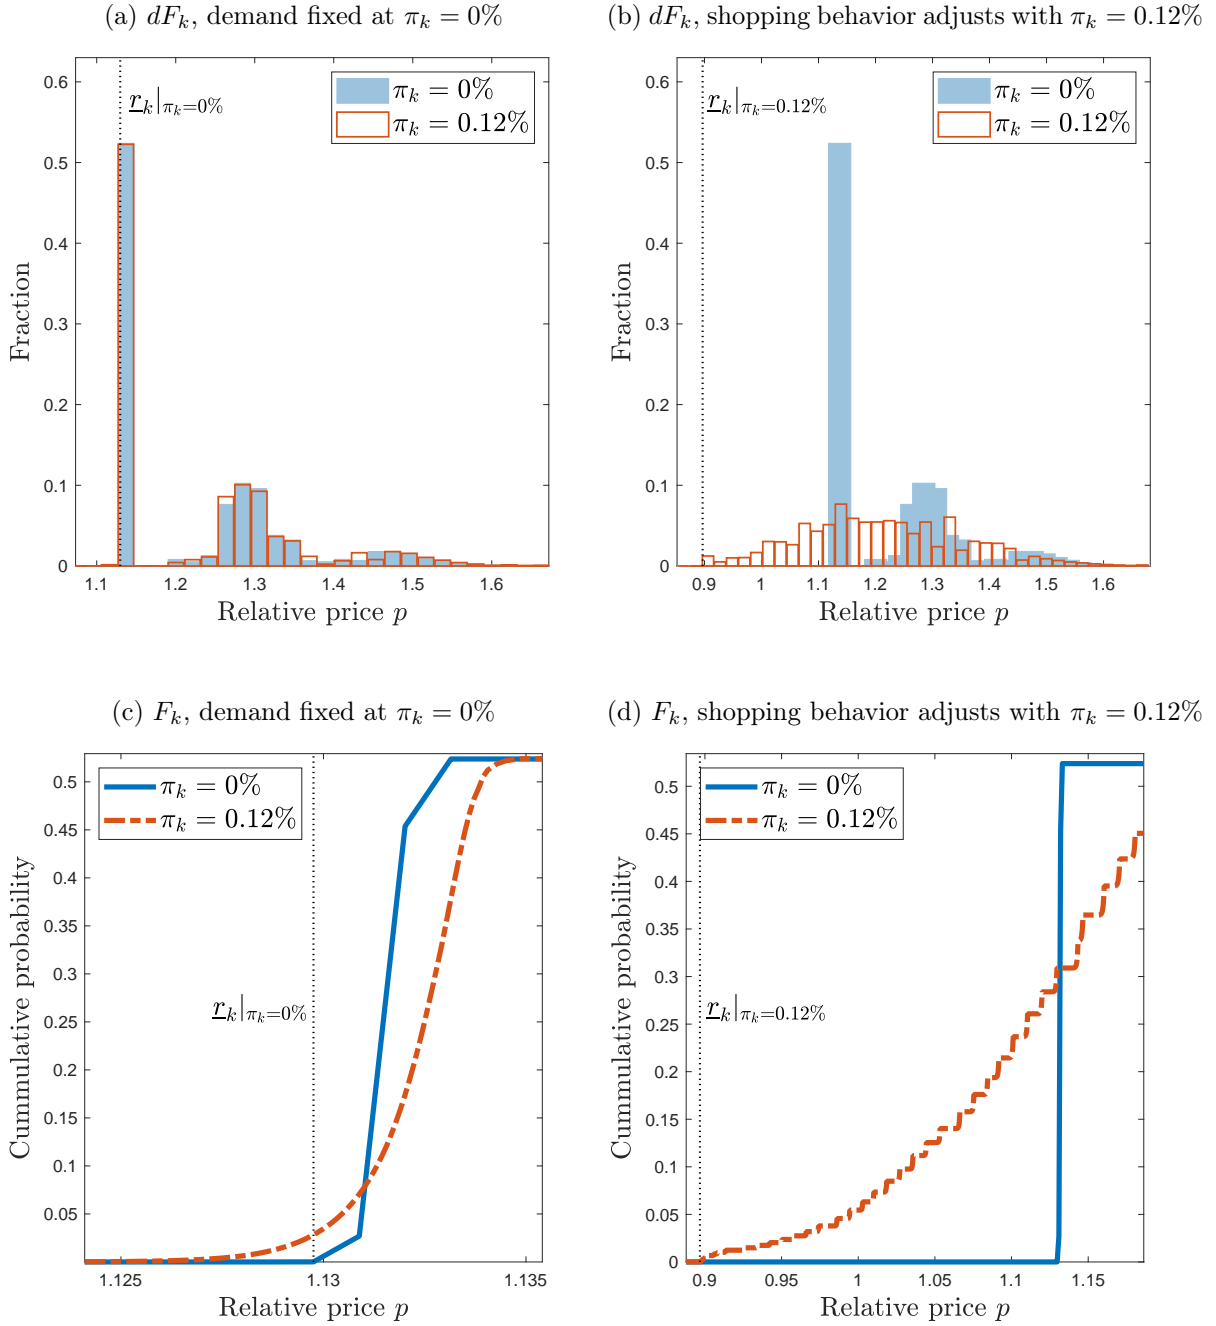 (a) dF_k, demand fixed at π_k = 0%
0.6
0.5
0.4
0.3
0.2
0.1
0
Fraction
r_k|π_k=0%
π_k = 0%
π_k = 0.12%
1.1 1.2 1.3 1.4 1.5 1.6
Relative price p
(b) dF_k, shopping behavior adjusts with π_k = 0.12%
0.6
0.5
0.4
0.3
0.2
0.1
0
Fraction
r_k|π_k=0.12%
π_k = 0%
π_k = 0.12%
0.9 1 1.1 1.2 1.3 1.4 1.5 1.6
Relative price p
(c) F_k, demand fixed at π_k = 0%
0.5
0.45
0.4
0.35
0.3
0.25
0.2
0.15
0.1
0.05
Cummulative probability
π_k = 0%
π_k = 0.12%
r_k|π_k=0%
1.125 1.13 1.135
Relative price p
(d) F_k, shopping behavior adjusts with π_k = 0.12%
0.5
0.45
0.4
0.35
0.3
0.25
0.2
0.15
0.1
0.05
0
Cummulative probability
π_k = 0%
π_k = 0.12%
r_k|π_k=0.12%
0.9 0.95 1 1.05 1.1 1.15
Relative price p